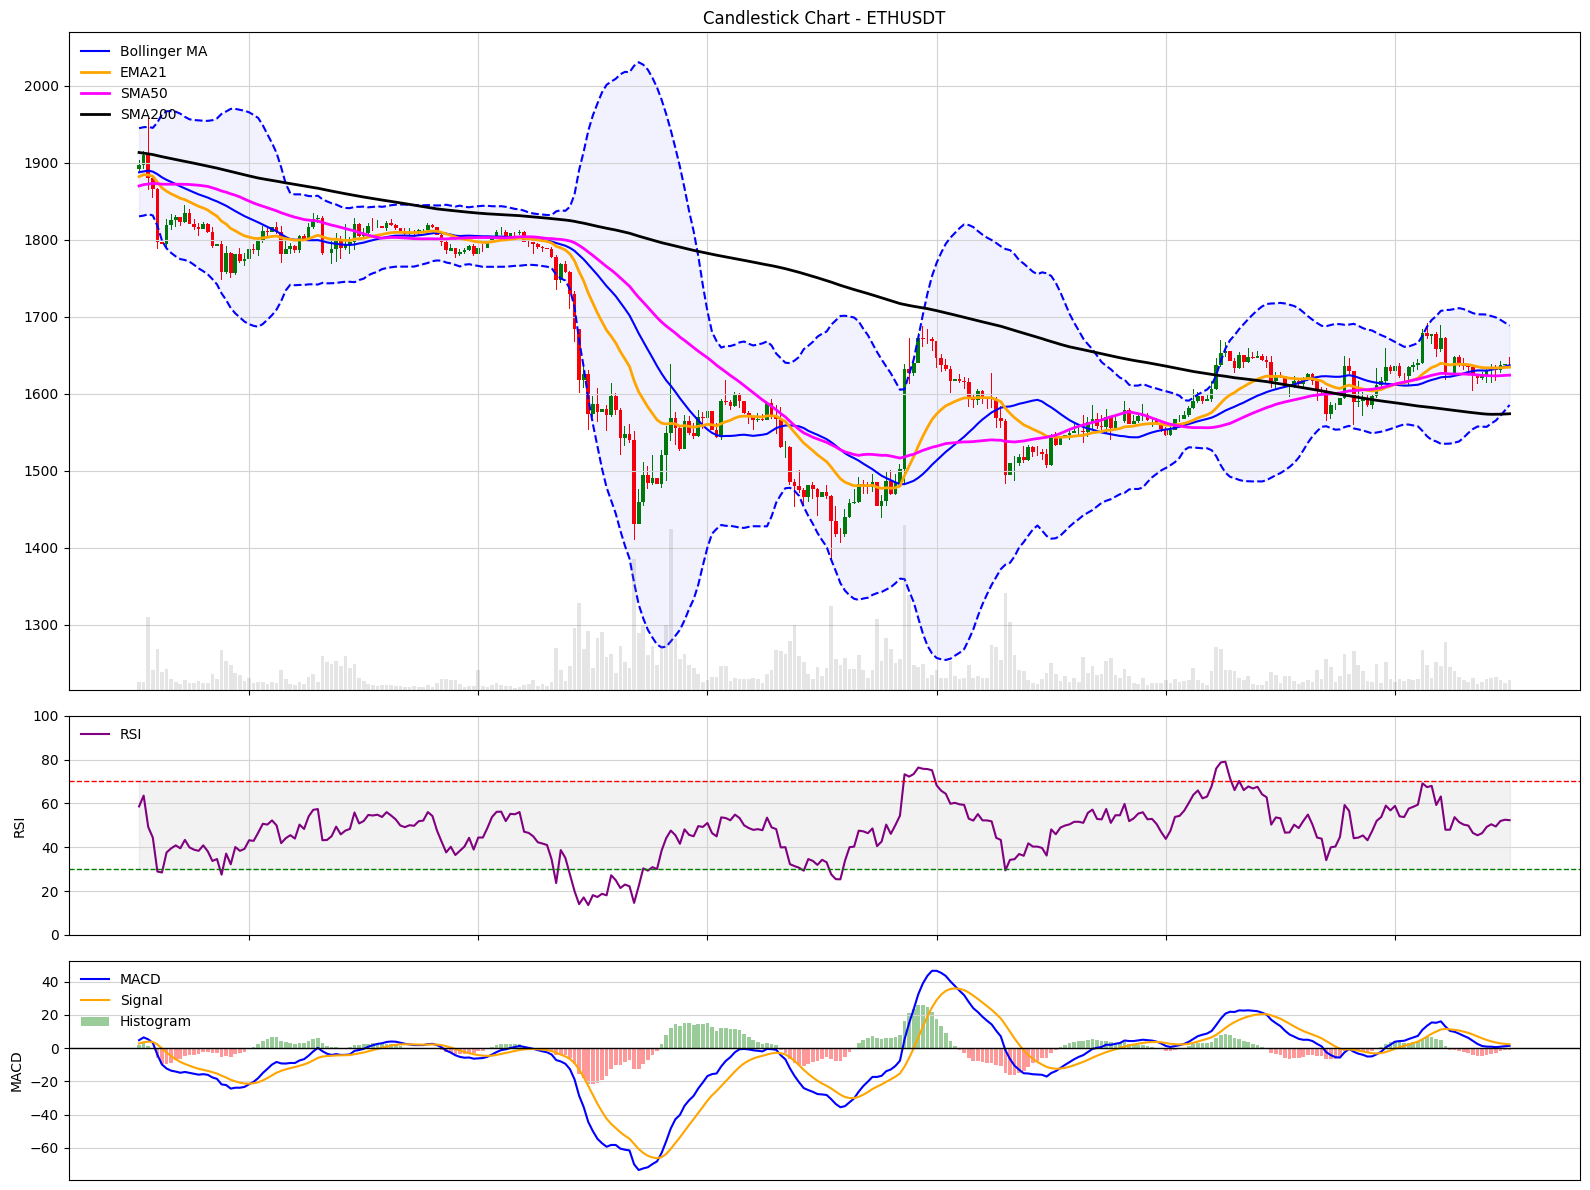 Candlestick Chart - ETHUSDT
Bollinger MA
EMA21
SMA50
SMA200
2000
1900
1800
1700
1600
1500
1400
1300
RSI
100
80
60
40
20
0
RSI
MACD
Signal
Histogram
40
20
0
−20
−40
−60
MACD